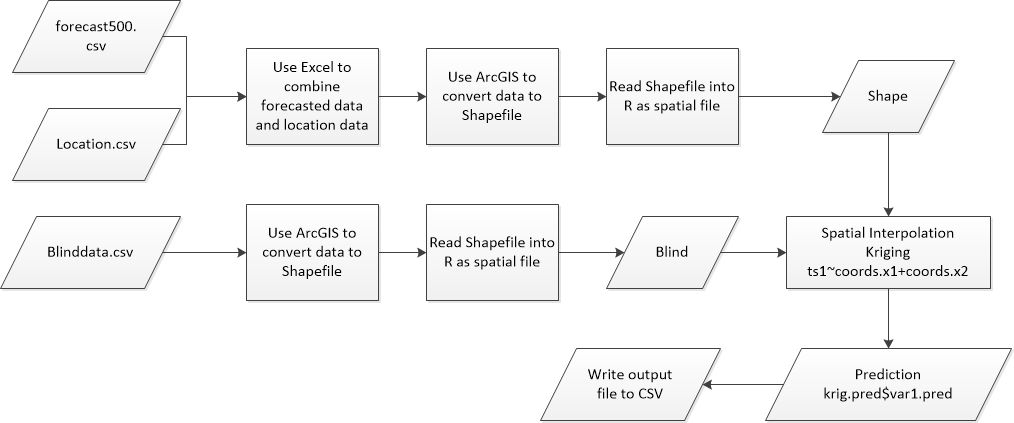 forecast500.
csv
Location.csv
Use Excel to
combine
forecasted data
and location data
Use ArcGIS to
convert data to
Shapefile
Read Shapefile into
R as spatial file
Shape
Blinddata.csv
Use ArcGIS to
convert data to
Shapefile
Read Shapefile into
R as spatial file
Blind
Spatial Interpolation
Kriging
ts1~coords.x1+coords.x2
Prediction
krig.pred$var1.pred
Write output
file to CSV